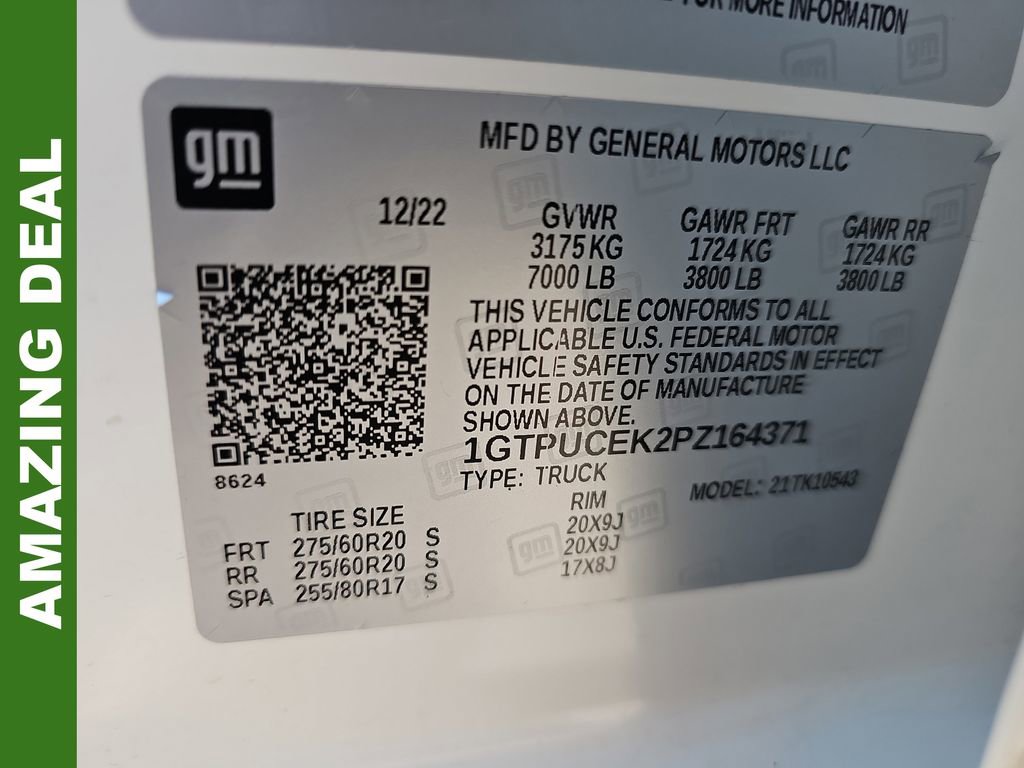 AMAZING DEAL
FOR MORE INFORMATION
gm
MFD BY GENERAL MOTORS LLC
12/22
GVWR GAWR FRT GAWR RR
3175 KG 1724 KG 1724 KG
7000 LB 3800 LB 3800 LB
THIS VEHICLE CONFORMS TO ALL
APPLICABLE U.S. FEDERAL MOTOR
VEHICLE SAFETY STANDARDS IN EFFECT
ON THE DATE OF MANUFACTURE
SHOWN ABOVE.
1GTPUCEK2PZ164371
TYPE: TRUCK MODEL: 21TK10543
8624
TIRE SIZE RIM
FRT 275/60R20 S 20X9J
RR 275/60R20 S 20X9J
SPA 255/80R17 S 17X8J